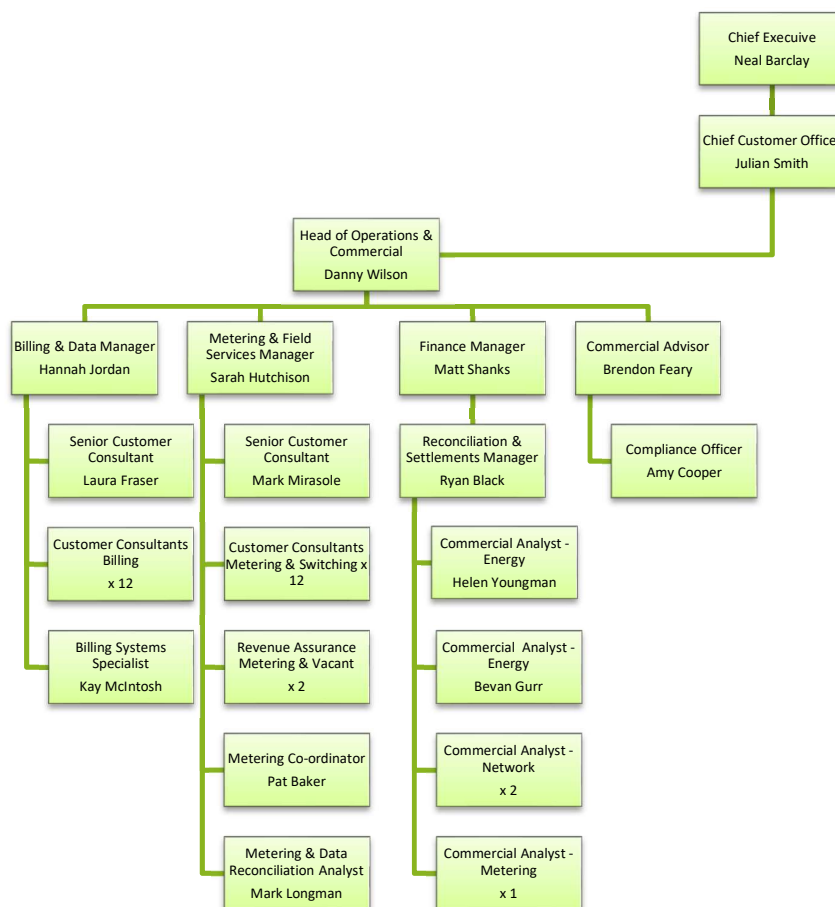 Chief Execuive
Neal Barclay
Chief Customer Office
Julian Smith
Head of Operations &
Commercial
Danny Wilson
Billing & Data Manager
Hannah Jordan
Metering & Field
Services Manager
Sarah Hutchison
Finance Manager
Matt Shanks
Commercial Advisor
Brendon Feary
Senior Customer
Consultant
Laura Fraser
Senior Customer
Consultant
Mark Mirasole
Reconciliation &
Settlements Manager
Ryan Black
Compliance Officer
Amy Cooper
Customer Consultants
Billing
x 12
Customer Consultants
Metering & Switching x
12
Commercial Analyst -
Energy
Helen Youngman
Billing Systems
Specialist
Kay McIntosh
Revenue Assurance
Metering & Vacant
x 2
Commercial Analyst -
Energy
Bevan Gurr
Metering Co-ordinator
Pat Baker
Commercial Analyst -
Network
x 2
Metering & Data
Reconciliation Analyst
Mark Longman
Commercial Analyst -
Metering
x 1